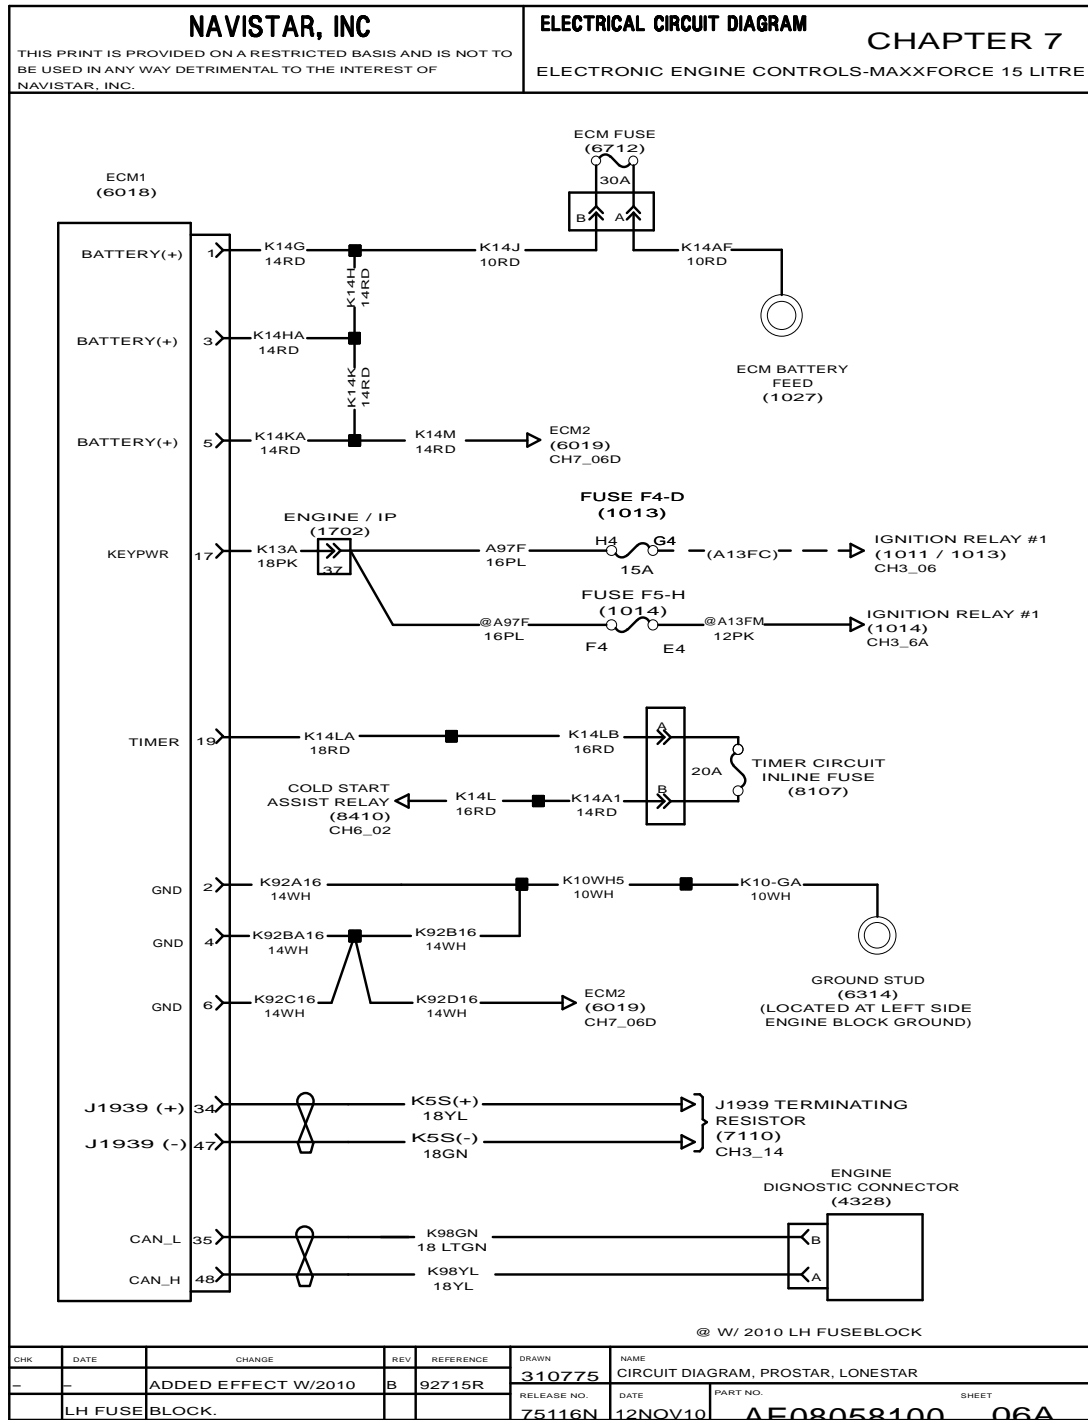 NAVISTAR, INC
THIS PRINT IS PROVIDED ON A RESTRICTED BASIS AND IS NOT TO
BE USED IN ANY WAY DETRIMENTAL TO THE INTEREST OF
NAVISTAR, INC.
ELECTRICAL CIRCUIT DIAGRAM
CHAPTER 7
ELECTRONIC ENGINE CONTROLS-MAXXFORCE 15 LITRE
ECM FUSE
(6712)
30A
B A
ECM1
(6018)
BATTERY(+) 1 K14G K14J K14AF
14RD 10RD 10RD
K14H
14RD
BATTERY(+) 3 K14HA
14RD
ECM BATTERY
FEED
(1027)
K14K
14RD
BATTERY(+) 5 K14KA K14M
14RD 14RD
ECM2
(6019)
CH7_06D
FUSE F4-D
(1013)
ENGINE / IP
(1702)
KEYPWR 17 K13A A97F H4 G4 (A13FC)
18PK 37 16PL 15A
IGNITION RELAY #1
(1011 / 1013)
CH3_06
FUSE F5-H
(1014)
@A97F @A13FM
16PL F4 E4 12PK
IGNITION RELAY #1
(1014)
CH3_6A
TIMER 19 K14LA K14LB A
18RD 16RD
20A
TIMER CIRCUIT
INLINE FUSE
(8107)
COLD START
ASSIST RELAY
(8410)
CH6_02
K14L K14A1 B
16RD 14RD
GND 2 K92A16 K10WH5 K10-GA
14WH 10WH 10WH
GND 4 K92BA16 K92B16
14WH 14WH
GND 6 K92C16 K92D16
14WH 14WH
ECM2
(6019)
CH7_06D
GROUND STUD
(6314)
(LOCATED AT LEFT SIDE
ENGINE BLOCK GROUND)
J1939 (+) 34 K5S(+)
18YL
J1939 (-) 47 K5S(-)
18GN
J1939 TERMINATING
RESISTOR
(7110)
CH3_14
ENGINE
DIGNOSTIC CONNECTOR
(4328)
CAN_L 35 K98GN B
18 LTGN
CAN_H 48 K98YL A
18YL
@ W/ 2010 LH FUSEBLOCK
CHK DATE CHANGE REV REFERENCE DRAWN NAME
– – ADDED EFFECT W/2010 B 92715R 310775 CIRCUIT DIAGRAM, PROSTAR, LONESTAR
LH FUSE BLOCK.
RELEASE NO. DATE PART NO. SHEET
75116N 12NOV10 AE08058100 06A